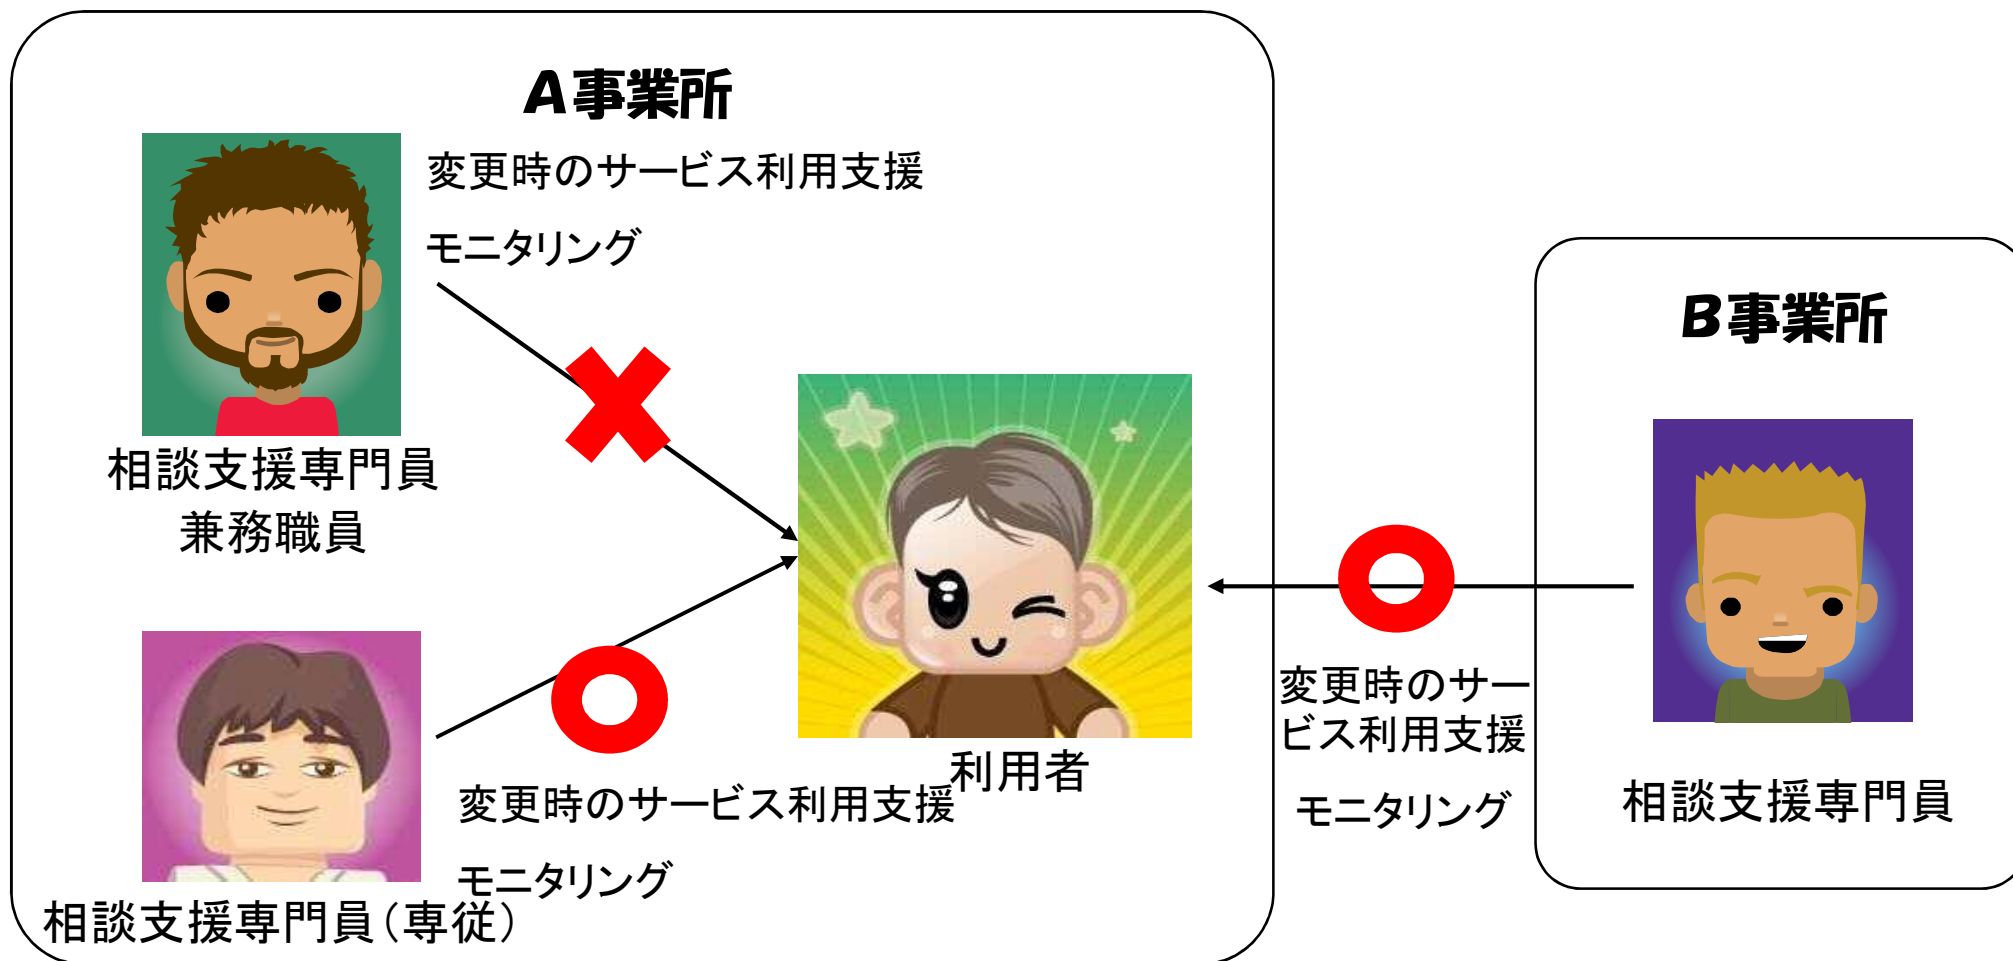 A事業所
変更時のサービス利用支援
モニタリング
相談支援専門員
兼務職員
利用者
変更時のサービス利用支援
モニタリング
相談支援専門員（専従）
変更時のサー
ビス利用支援
モニタリング
B事業所
相談支援専門員